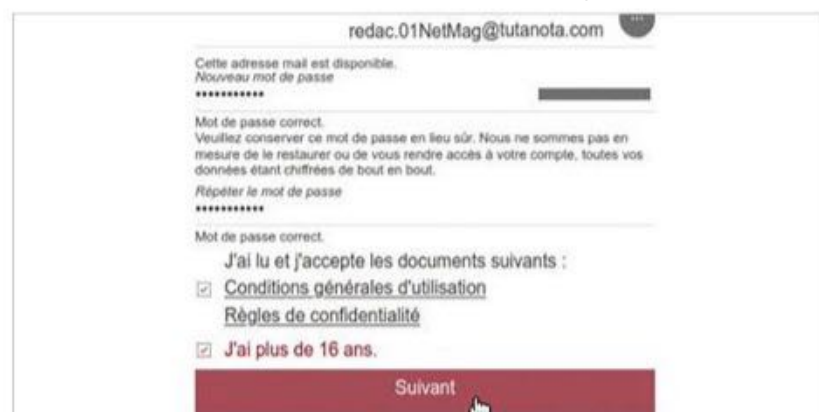 redac.01NetMag@tutanota.com
Cette adresse mail est disponible.
Nouveau mot de passe
•••••••••••
Mot de passe correct.
Veuillez conserver ce mot de passe en lieu sûr. Nous ne sommes pas en
mesure de le restaurer ou de vous rendre accès à votre compte, toutes vos
données étant chiffrées de bout en bout.
Répéter le mot de passe
•••••••••••
Mot de passe correct.
J'ai lu et j'accepte les documents suivants :
Conditions générales d'utilisation
Règles de confidentialité
J'ai plus de 16 ans.
Suivant